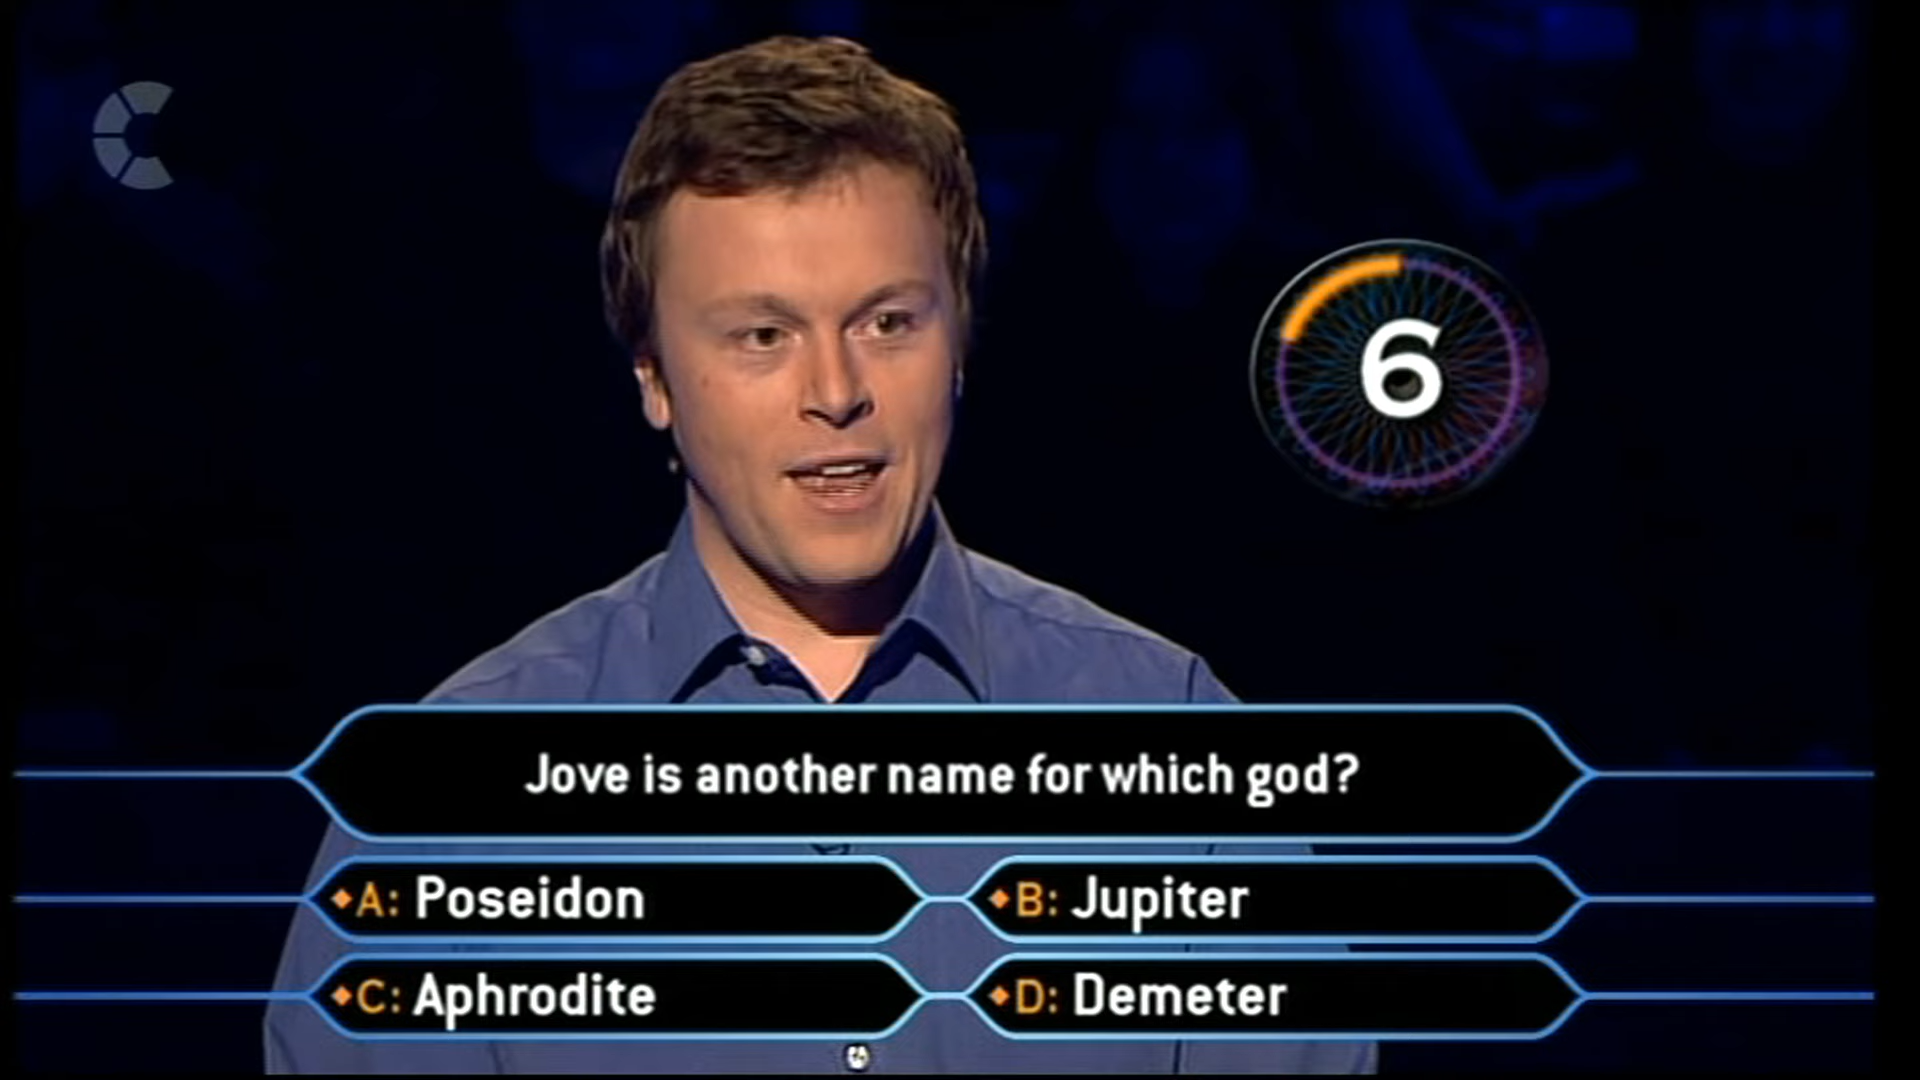 6
Jove is another name for which god?
A: Poseidon
B: Jupiter
C: Aphrodite
D: Demeter